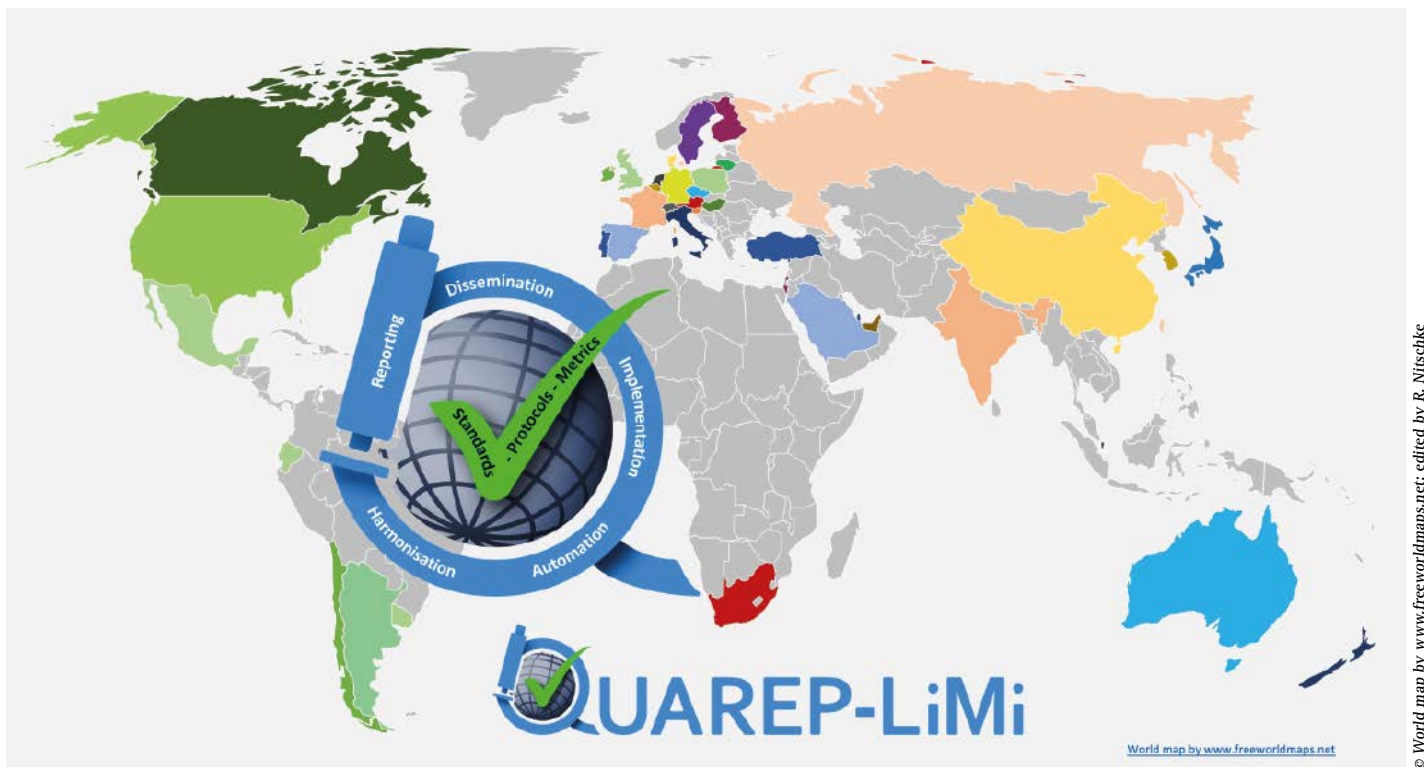 Reporting
Dissemination
Implementation
Automation
Harmonisation
Standards - Protocols - Metrics
QUAREP-LiMi
World map by www.freeworldmaps.net
© World map by www.freeworldmaps.net; edited by R. Nitschke